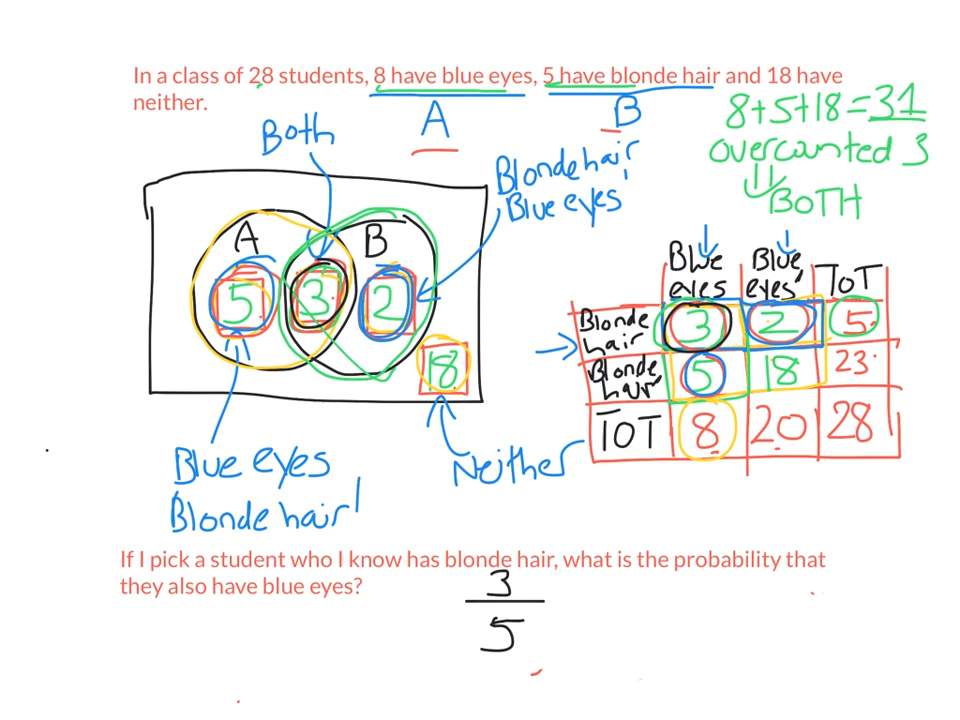 In a class of 28 students, 8 have blue eyes, 5 have blonde hair and 18 have
neither.
A
B
8+5+18=31
overcounted 3
BOTH
Both
Blonde hair
Blue eyes'
A
B
5
3
2
18
Blue eyes
Blonde hair'
Neither
Blue eyes
Blue eyes'
TOT
Blonde hair
3
2
5
Blonde hair'
5
18
23
TOT
8
20
28
If I pick a student who I know has blonde hair, what is the probability that
they also have blue eyes?
3
5